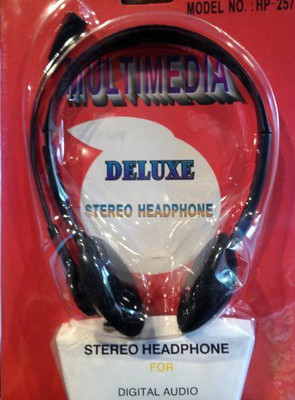 MODEL NO.: HP-257
MULTIMEDIA
DELUXE
STEREO HEADPHONE
STEREO HEADPHONE
FOR
DIGITAL AUDIO